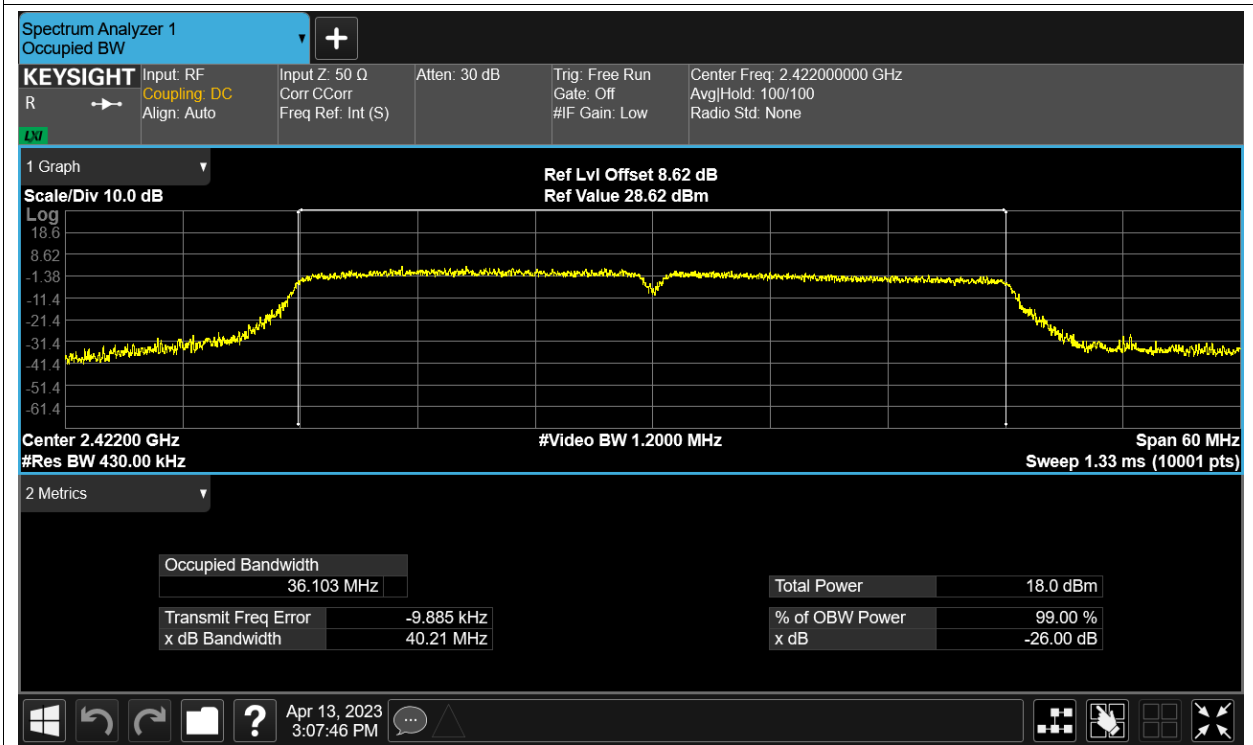 Spectrum Analyzer 1
Occupied BW
KEYSIGHT
R
LXI
Input: RF
Coupling: DC
Align: Auto
Input Z: 50 Ω
Corr CCorr
Freq Ref: Int (S)
Atten: 30 dB
Trig: Free Run
Gate: Off
#IF Gain: Low
Center Freq: 2.422000000 GHz
Avg|Hold: 100/100
Radio Std: None
1 Graph
Scale/Div 10.0 dB
Ref Lvl Offset 8.62 dB
Ref Value 28.62 dBm
Log
18.6
8.62
-1.38
-11.4
-21.4
-31.4
-41.4
-51.4
-61.4
Center 2.42200 GHz
#Video BW 1.2000 MHz
Span 60 MHz
#Res BW 430.00 kHz
Sweep 1.33 ms (10001 pts)
2 Metrics
Occupied Bandwidth
36.103 MHz
Total Power 18.0 dBm
Transmit Freq Error -9.885 kHz
% of OBW Power 99.00 %
x dB Bandwidth 40.21 MHz
x dB -26.00 dB
?
Apr 13, 2023
3:07:46 PM